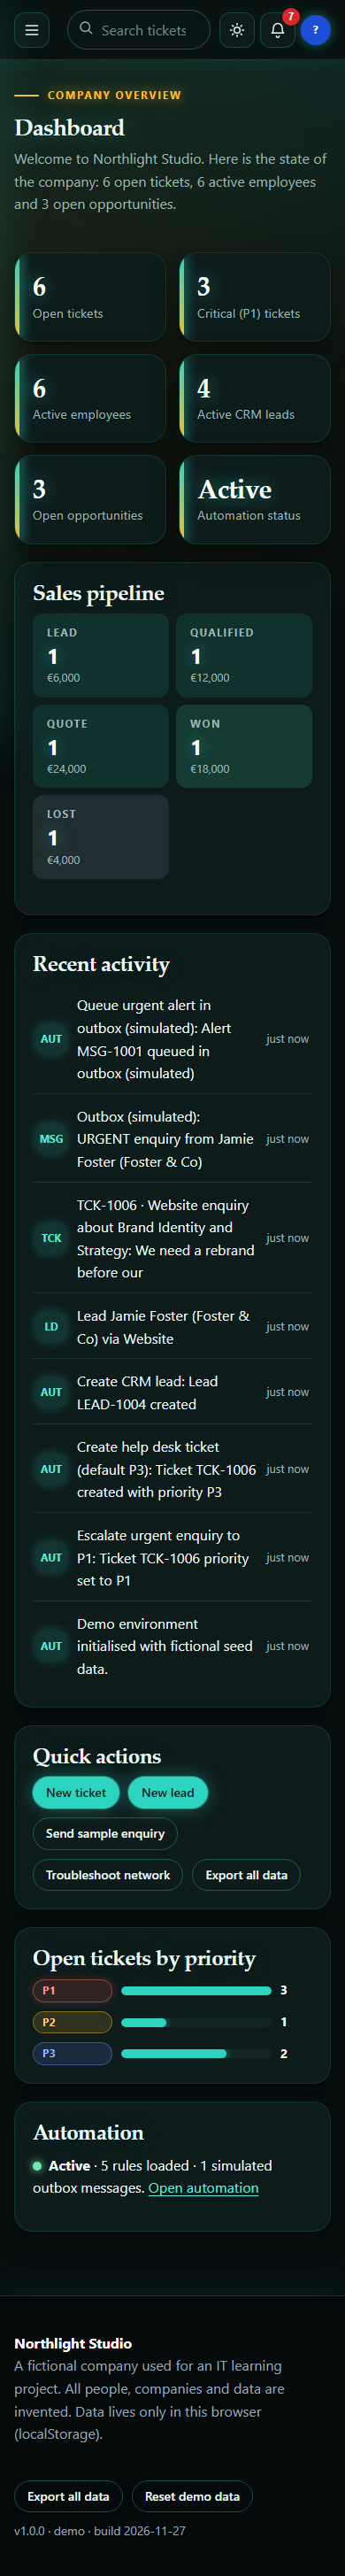 Search tickets
7
?
COMPANY OVERVIEW
Dashboard
Welcome to Northlight Studio. Here is the state of
the company: 6 open tickets, 6 active employees
and 3 open opportunities.
6
Open tickets
3
Critical (P1) tickets
6
Active employees
4
Active CRM leads
3
Open opportunities
Active
Automation status
Sales pipeline
LEAD
1
€6,000
QUALIFIED
1
€12,000
QUOTE
1
€24,000
WON
1
€18,000
LOST
1
€4,000
Recent activity
AUT
Queue urgent alert in
outbox (simulated): Alert
MSG-1001 queued in
outbox (simulated)
just now
MSG
Outbox (simulated):
URGENT enquiry from Jamie
Foster (Foster & Co)
just now
TCK
TCK-1006 · Website enquiry
about Brand Identity and
Strategy: We need a rebrand
before our
just now
LD
Lead Jamie Foster (Foster &
Co) via Website
just now
AUT
Create CRM lead: Lead
LEAD-1004 created
just now
AUT
Create help desk ticket
(default P3): Ticket TCK-1006
created with priority P3
just now
AUT
Escalate urgent enquiry to
P1: Ticket TCK-1006 priority
set to P1
just now
AUT
Demo environment
initialised with fictional seed
data.
just now
Quick actions
New ticket
New lead
Send sample enquiry
Troubleshoot network
Export all data
Open tickets by priority
P1
3
P2
1
P3
2
Automation
Active · 5 rules loaded · 1 simulated
outbox messages. Open automation
Northlight Studio
A fictional company used for an IT learning
project. All people, companies and data are
invented. Data lives only in this browser
(localStorage).
Export all data
Reset demo data
v1.0.0 · demo · build 2026-11-27